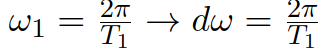 ω₁ = 2π/T₁ → dω = 2π/T₁